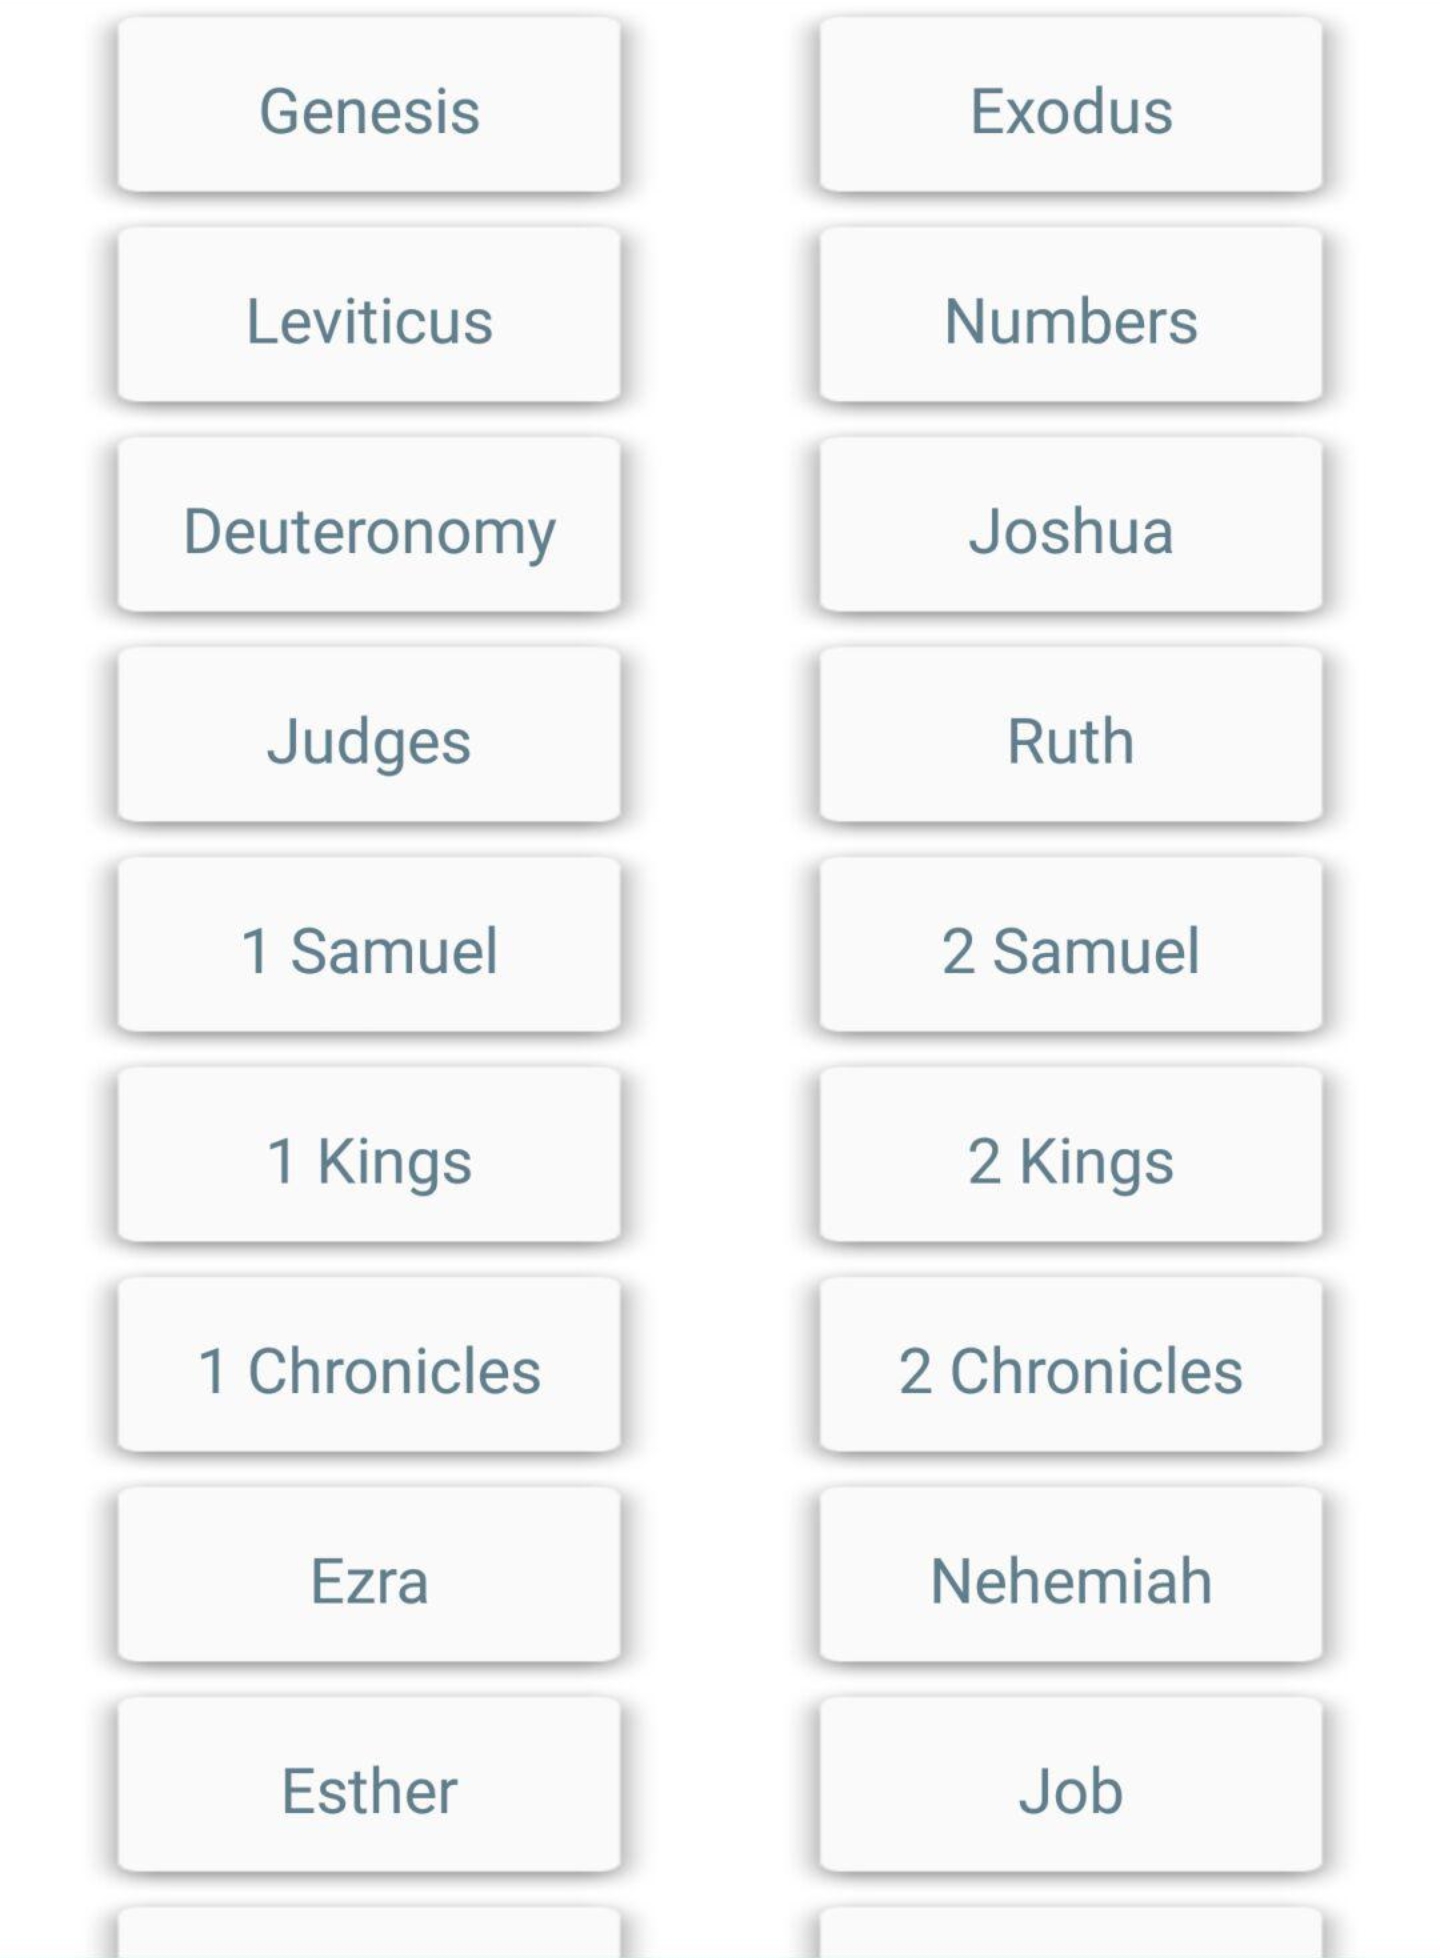 Genesis
Exodus
Leviticus
Numbers
Deuteronomy
Joshua
Judges
Ruth
1 Samuel
2 Samuel
1 Kings
2 Kings
1 Chronicles
2 Chronicles
Ezra
Nehemiah
Esther
Job